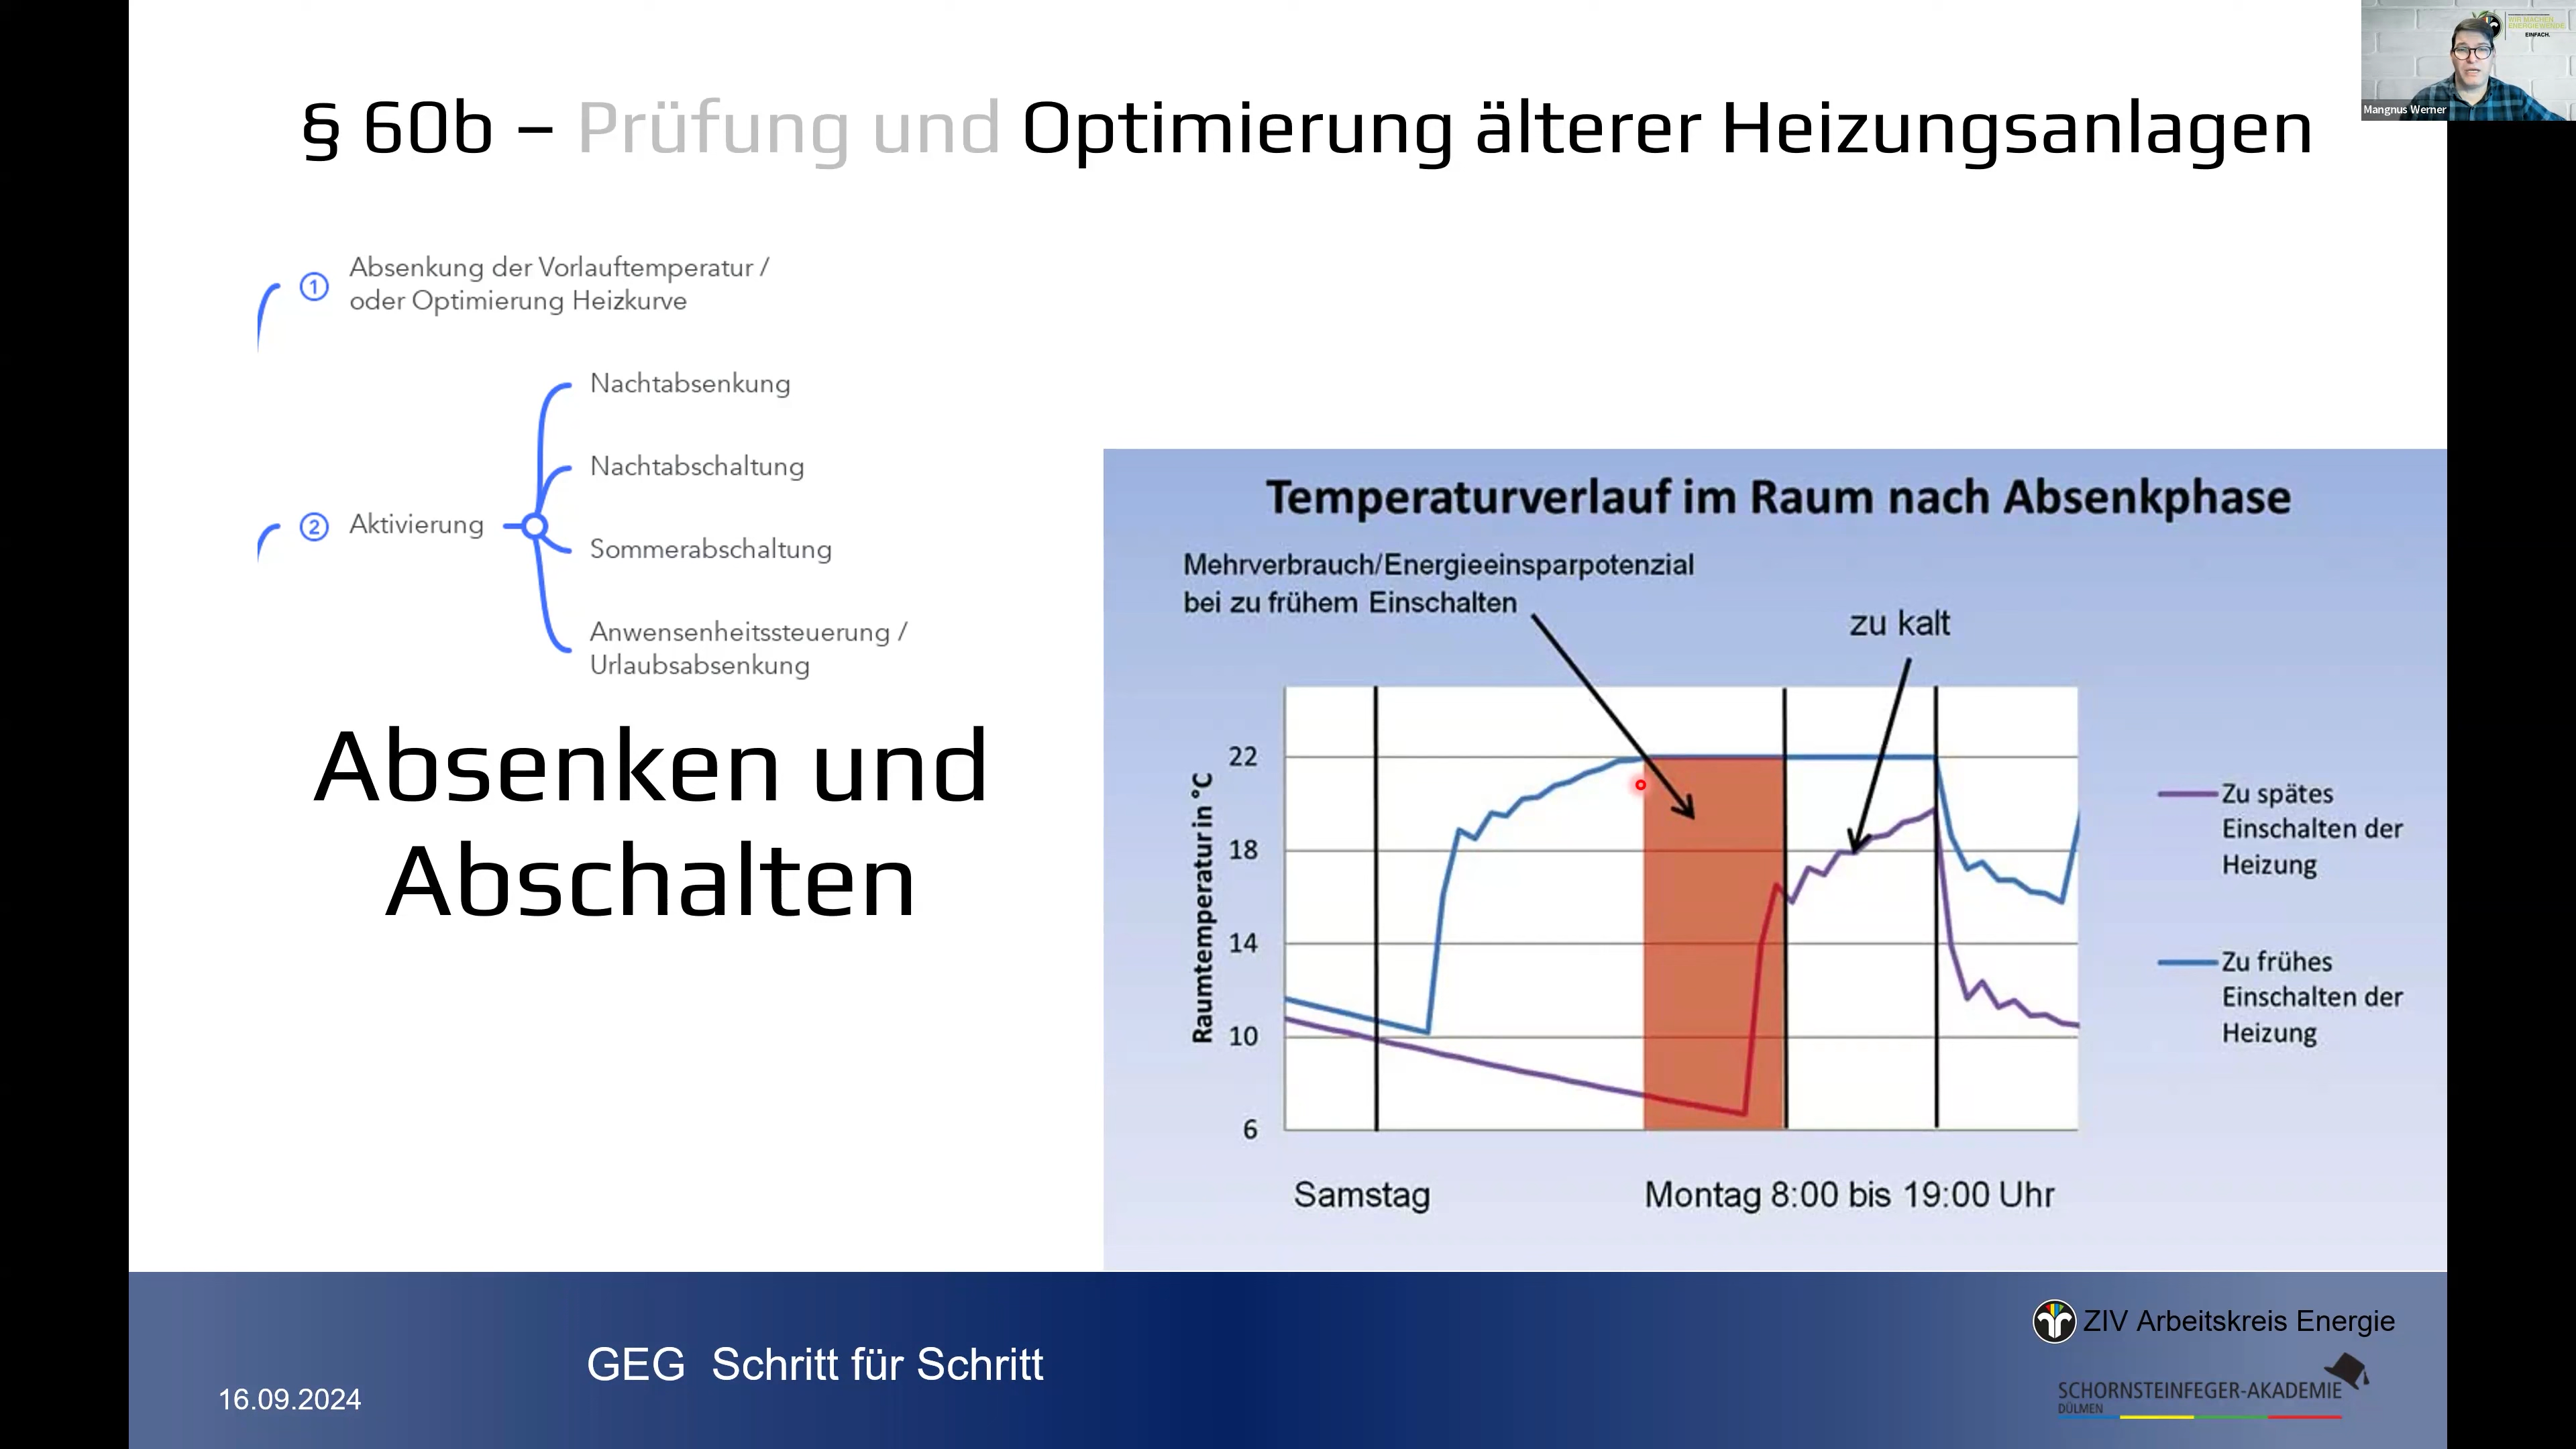 WIR MACHEN
ENERGIEWENDE
EINFACH.
Mangnus Werner
§ 60b – Prüfung und Optimierung älterer Heizungsanlagen
1 Absenkung der Vorlauftemperatur /
oder Optimierung Heizkurve
2 Aktivierung
Nachtabsenkung
Nachtabschaltung
Sommerabschaltung
Anwensenheitssteuerung /
Urlaubsabsenkung
Absenken und
Abschalten
Temperaturverlauf im Raum nach Absenkphase
Mehrverbrauch/Energieeinsparpotenzial
bei zu frühem Einschalten
zu kalt
Raumtemperatur in °C
22
18
14
10
6
Samstag
Montag 8:00 bis 19:00 Uhr
Zu spätes
Einschalten der
Heizung
Zu frühes
Einschalten der
Heizung
16.09.2024
GEG Schritt für Schritt
ZIV Arbeitskreis Energie
SCHORNSTEINFEGER-AKADEMIE
DÜLMEN